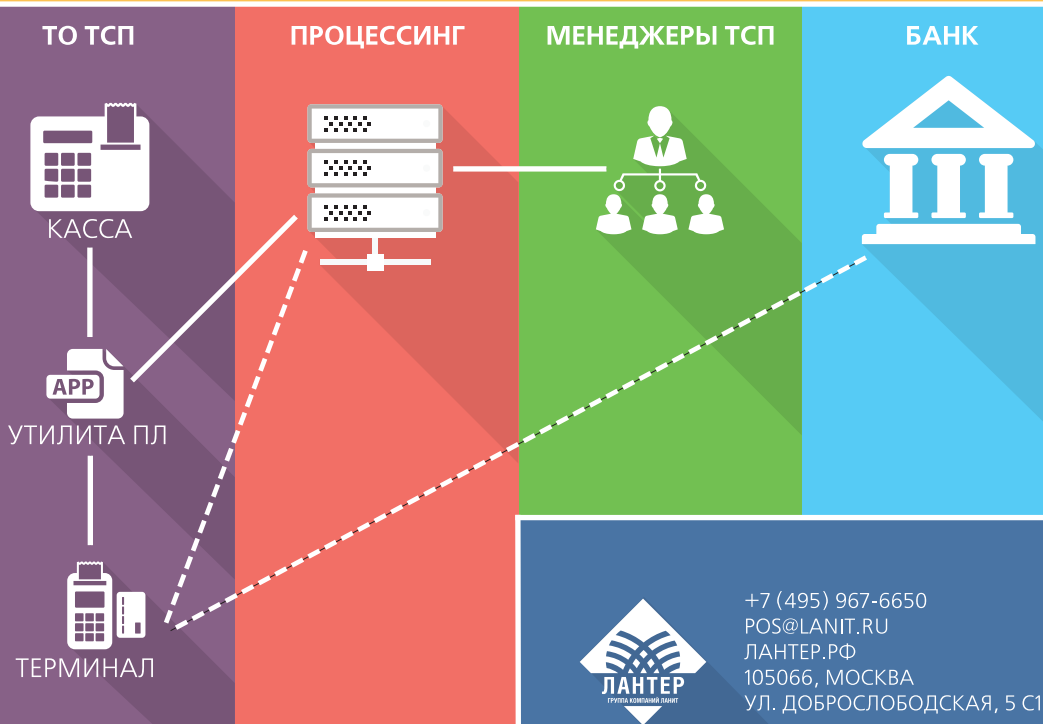 ТО ТСП
ПРОЦЕССИНГ
МЕНЕДЖЕРЫ ТСП
БАНК
КАССА
APP
УТИЛИТА ПЛ
ТЕРМИНАЛ
ЛАНТЕР
ГРУППА КОМПАНИЙ ЛАНИТ
+7 (495) 967-6650
POS@LANIT.RU
ЛАНТЕР.РФ
105066, МОСКВА
УЛ. ДОБРОСЛОБОДСКАЯ, 5 С1